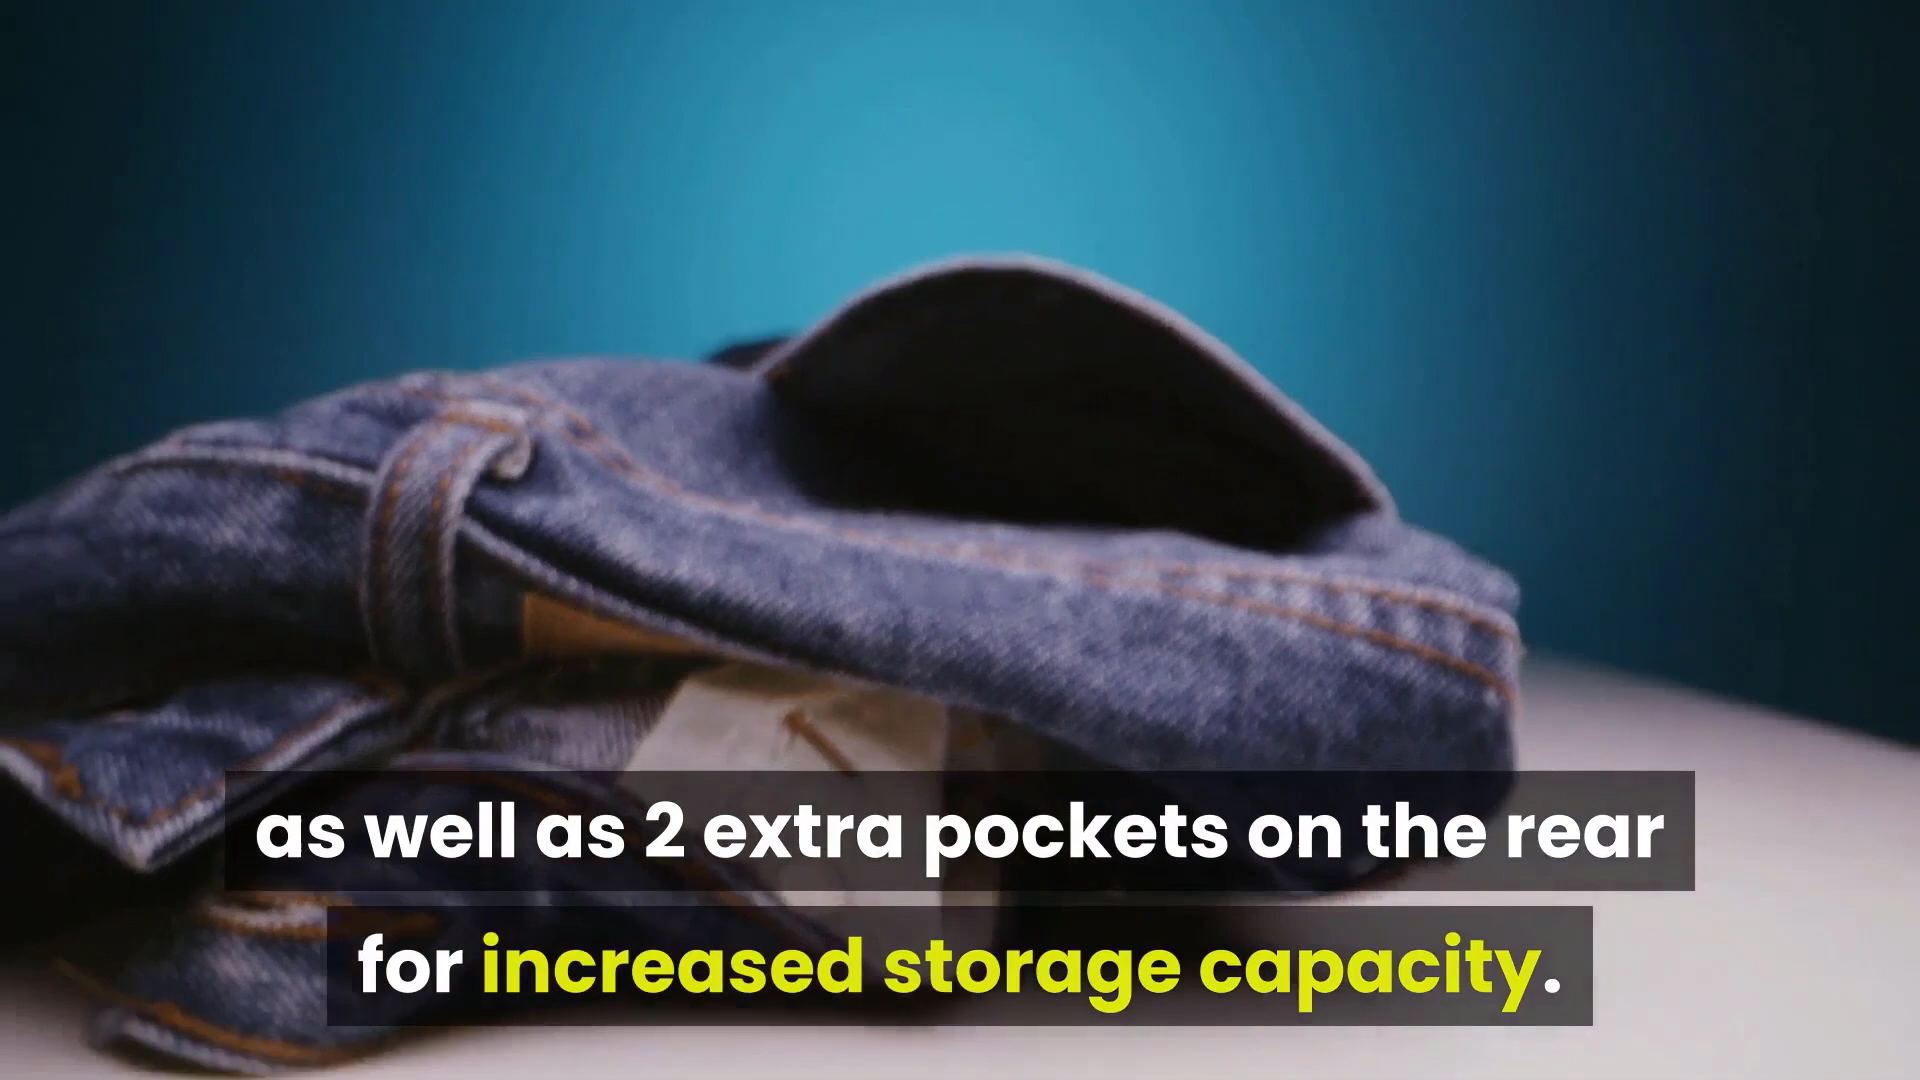 as well as 2 extra pockets on the rear
for increased storage capacity.